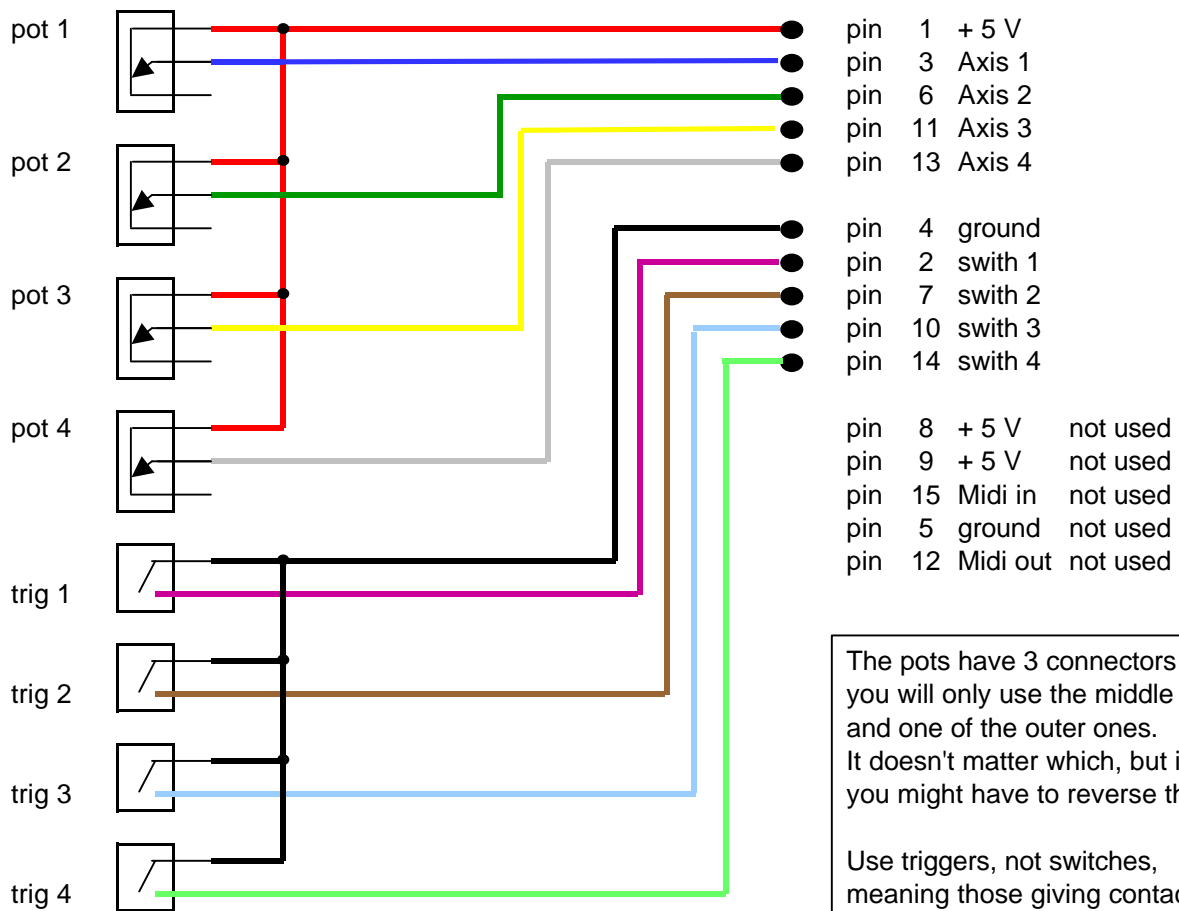 pot 1
pot 2
pot 3
pot 4
trig 1
trig 2
trig 3
trig 4
pin 1 + 5 V
pin 3 Axis 1
pin 6 Axis 2
pin 11 Axis 3
pin 13 Axis 4
pin 4 ground
pin 2 swith 1
pin 7 swith 2
pin 10 swith 3
pin 14 swith 4
pin 8 + 5 V not used
pin 9 + 5 V not used
pin 15 Midi in not used
pin 5 ground not used
pin 12 Midi out not used
The pots have 3 connectors
you will only use the middle
and one of the outer ones.
It doesn't matter which, but
you might have to reverse
Use triggers, not switches,
meaning those giving